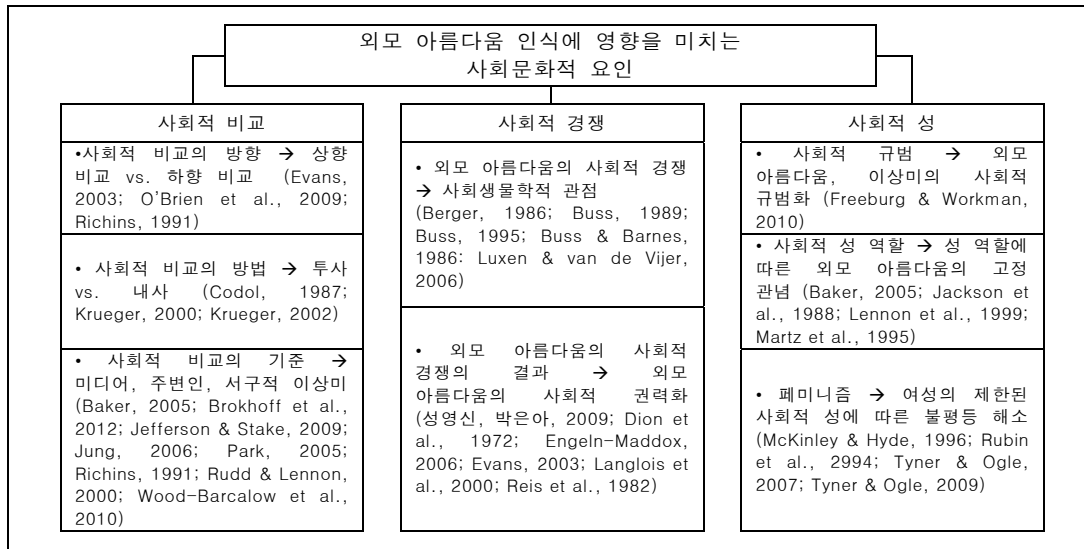 외모 아름다움 인식에 영향을 미치는
사회문화적 요인
사회적 비교
•사회적 비교의 방향 → 상향
비교 vs. 하향 비교 (Evans,
2003; O'Brien et al., 2009;
Richins, 1991)
• 사회적 비교의 방법 → 투사
vs. 내사 (Codol, 1987;
Krueger, 2000; Krueger, 2002)
• 사회적 비교의 기준 →
미디어, 주변인, 서구적 이상미
(Baker, 2005; Brokhoff et al.,
2012; Jefferson & Stake, 2009;
Jung, 2006; Park, 2005;
Richins, 1991; Rudd & Lennon,
2000; Wood-Barcalow et al.,
2010)
사회적 경쟁
• 외모 아름다움의 사회적 경쟁
→ 사회생물학적 관점
(Berger, 1986; Buss, 1989;
Buss, 1995; Buss & Barnes,
1986: Luxen & van de Vijer,
2006)
• 외모 아름다움의 사회적
경쟁의 결과 → 외모
아름다움의 사회적 권력화
(성영신, 박은아, 2009; Dion et
al., 1972; Engeln-Maddox,
2006; Evans, 2003; Langlois et
al., 2000; Reis et al., 1982)
사회적 성
• 사회적 규범 → 외모
아름다움, 이상미의 사회적
규범화 (Freeburg & Workman,
2010)
• 사회적 성 역할 → 성 역할에
따른 외모 아름다움의 고정
관념 (Baker, 2005; Jackson et
al., 1988; Lennon et al., 1999;
Martz et al., 1995)
• 페미니즘 → 여성의 제한된
사회적 성에 따른 불평등 해소
(McKinley & Hyde, 1996; Rubin
et al., 2994; Tyner & Ogle,
2007; Tyner & Ogle, 2009)